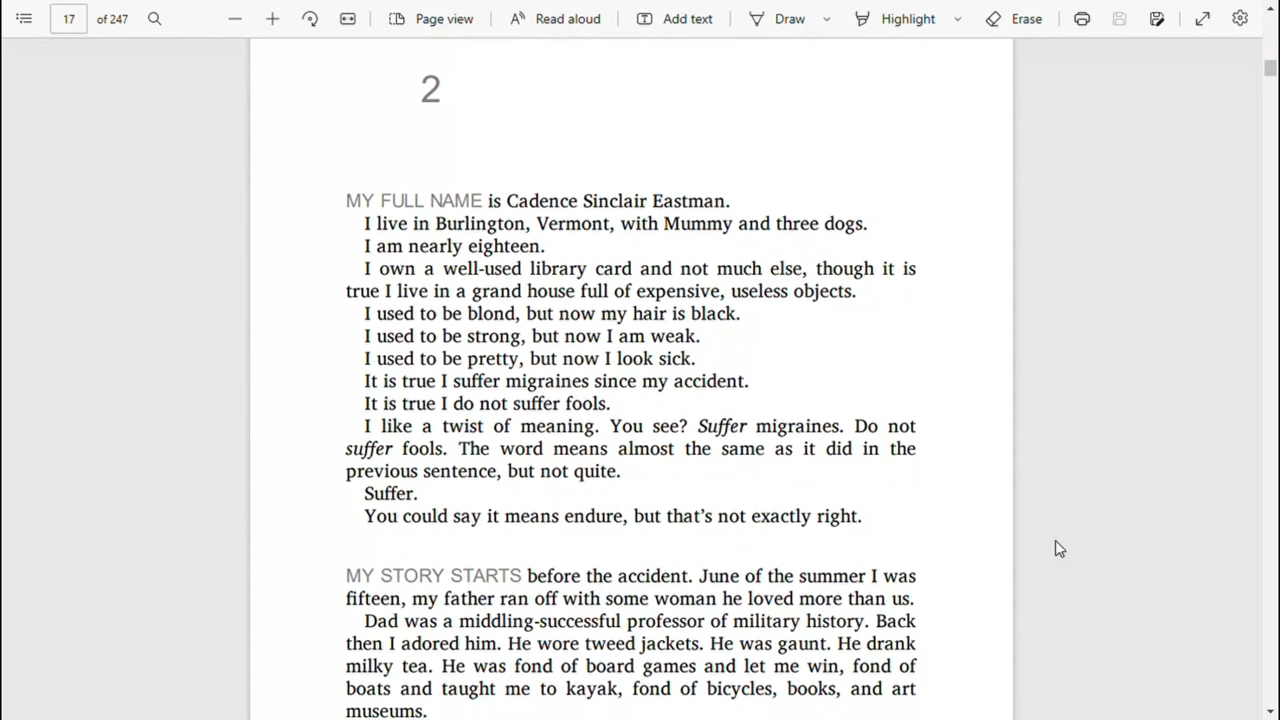 17 of 247 Page view Read aloud Add text Draw Highlight Erase
2
MY FULL NAME is Cadence Sinclair Eastman.
I live in Burlington, Vermont, with Mummy and three dogs.
I am nearly eighteen.
I own a well-used library card and not much else, though it is
true I live in a grand house full of expensive, useless objects.
I used to be blond, but now my hair is black.
I used to be strong, but now I am weak.
I used to be pretty, but now I look sick.
It is true I suffer migraines since my accident.
It is true I do not suffer fools.
I like a twist of meaning. You see? Suffer migraines. Do not
suffer fools. The word means almost the same as it did in the
previous sentence, but not quite.
Suffer.
You could say it means endure, but that’s not exactly right.
MY STORY STARTS before the accident. June of the summer I was
fifteen, my father ran off with some woman he loved more than us.
Dad was a middling-successful professor of military history. Back
then I adored him. He wore tweed jackets. He was gaunt. He drank
milky tea. He was fond of board games and let me win, fond of
boats and taught me to kayak, fond of bicycles, books, and art
museums.